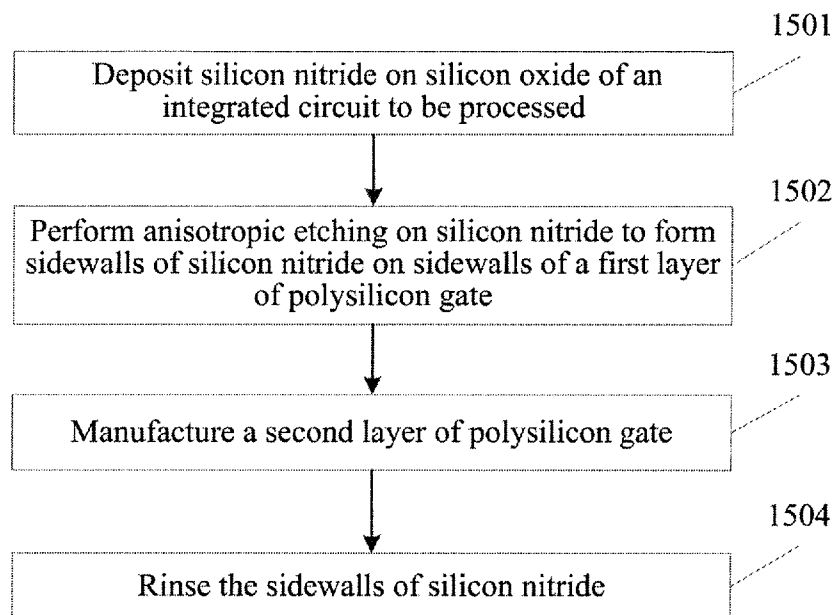 1501
Deposit silicon nitride on silicon oxide of an
integrated circuit to be processed
1502
Perform anisotropic etching on silicon nitride to form
sidewalls of silicon nitride on sidewalls of a first layer
of polysilicon gate
1503
Manufacture a second layer of polysilicon gate
1504
Rinse the sidewalls of silicon nitride